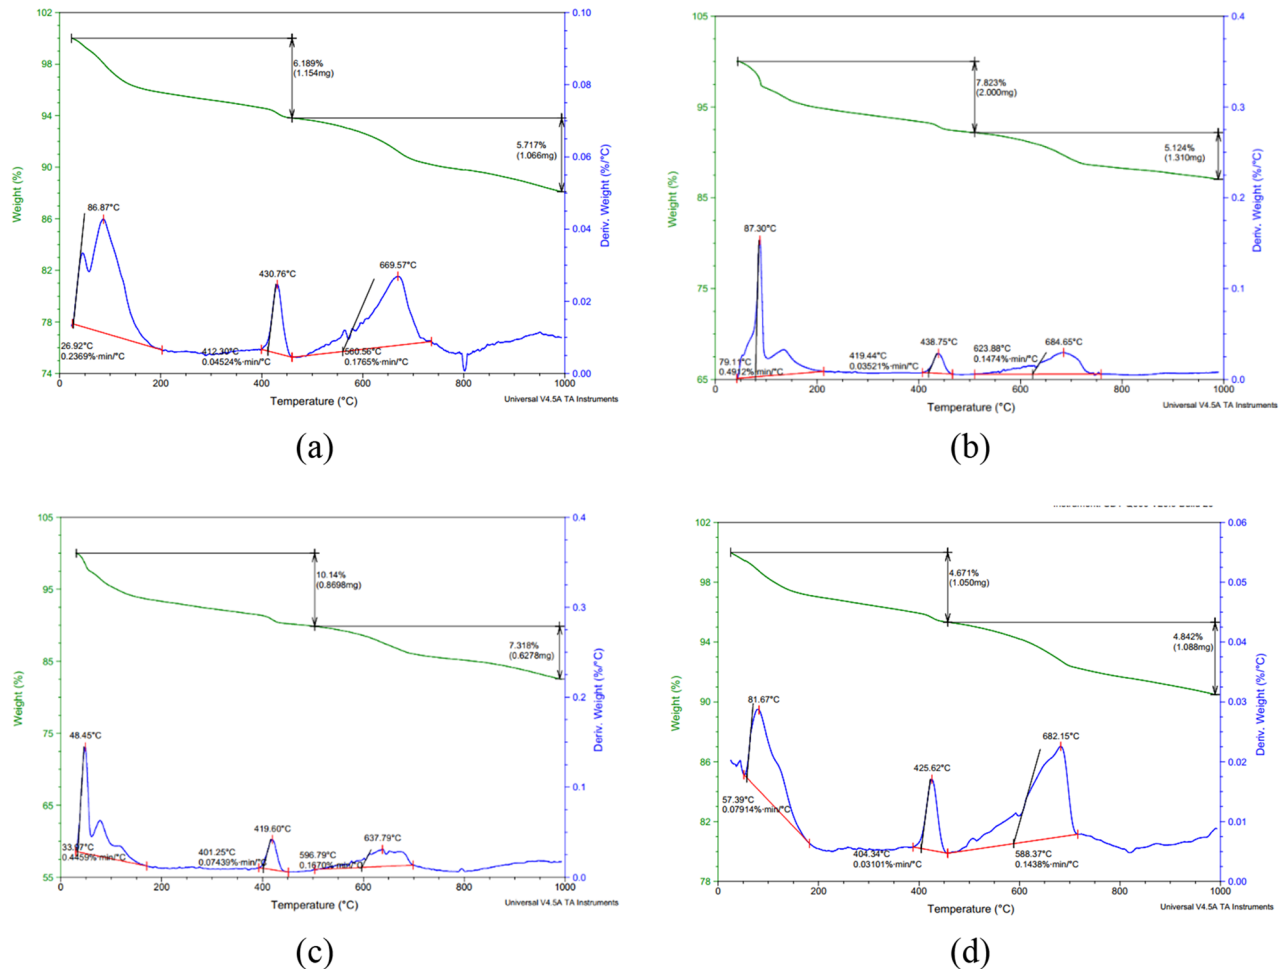 102
98
94
90
86
82
78
74
Weight (%)
0.10
0.08
0.06
0.04
0.02
0.00
Deriv. Weight (%/°C)
6.189%
(1.154mg)
5.717%
(1.066mg)
86.87°C
430.76°C
669.57°C
26.92°C
0.2369%·min/°C
412.30°C
0.04524%·min/°C
560.56°C
0.1765%·min/°C
0 200 400 600 800 1000
Temperature (°C)
Universal V4.5A TA Instruments
(a)
105
95
85
75
65
Weight (%)
0.4
0.3
0.2
0.1
0.0
Deriv. Weight (%/°C)
7.823%
(2.000mg)
5.124%
(1.310mg)
87.30°C
438.75°C
684.65°C
79.11°C
0.4912%·min/°C
419.44°C
0.03521%·min/°C
623.88°C
0.1474%·min/°C
0 200 400 600 800 1000
Temperature (°C)
Universal V4.5A TA Instruments
(b)
105
95
85
75
65
55
Weight (%)
0.4
0.3
0.2
0.1
0.0
Deriv. Weight (%/°C)
10.14%
(0.8698mg)
7.318%
(0.6278mg)
48.45°C
419.60°C
637.79°C
33.97°C
0.4459%·min/°C
401.25°C
0.07439%·min/°C
596.79°C
0.1670%·min/°C
0 200 400 600 800 1000
Temperature (°C)
Universal V4.5A TA Instruments
(c)
102
98
94
90
86
82
78
Weight (%)
0.06
0.05
0.04
0.03
0.02
0.01
0.00
Deriv. Weight (%/°C)
4.671%
(1.050mg)
4.842%
(1.088mg)
81.67°C
425.62°C
682.15°C
57.39°C
0.07914%·min/°C
404.34°C
0.03101%·min/°C
588.37°C
0.1438%·min/°C
0 200 400 600 800 1000
Temperature (°C)
Universal V4.5A TA Instruments
(d)